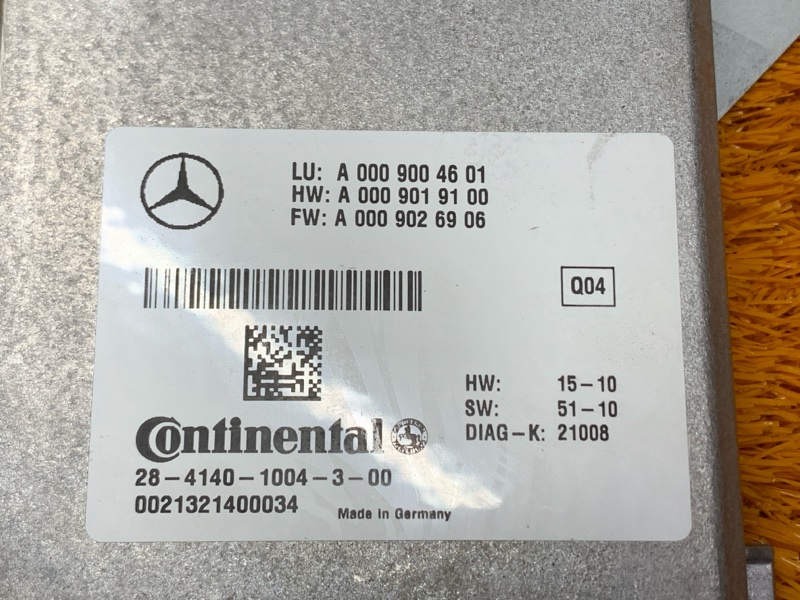 LU: A 000 900 46 01
HW: A 000 901 91 00
FW: A 000 902 69 06
Q04
HW: 15-10
SW: 51-10
DIAG-K: 21008
Continental
28-4140-1004-3-00
0021321400034
Made in Germany